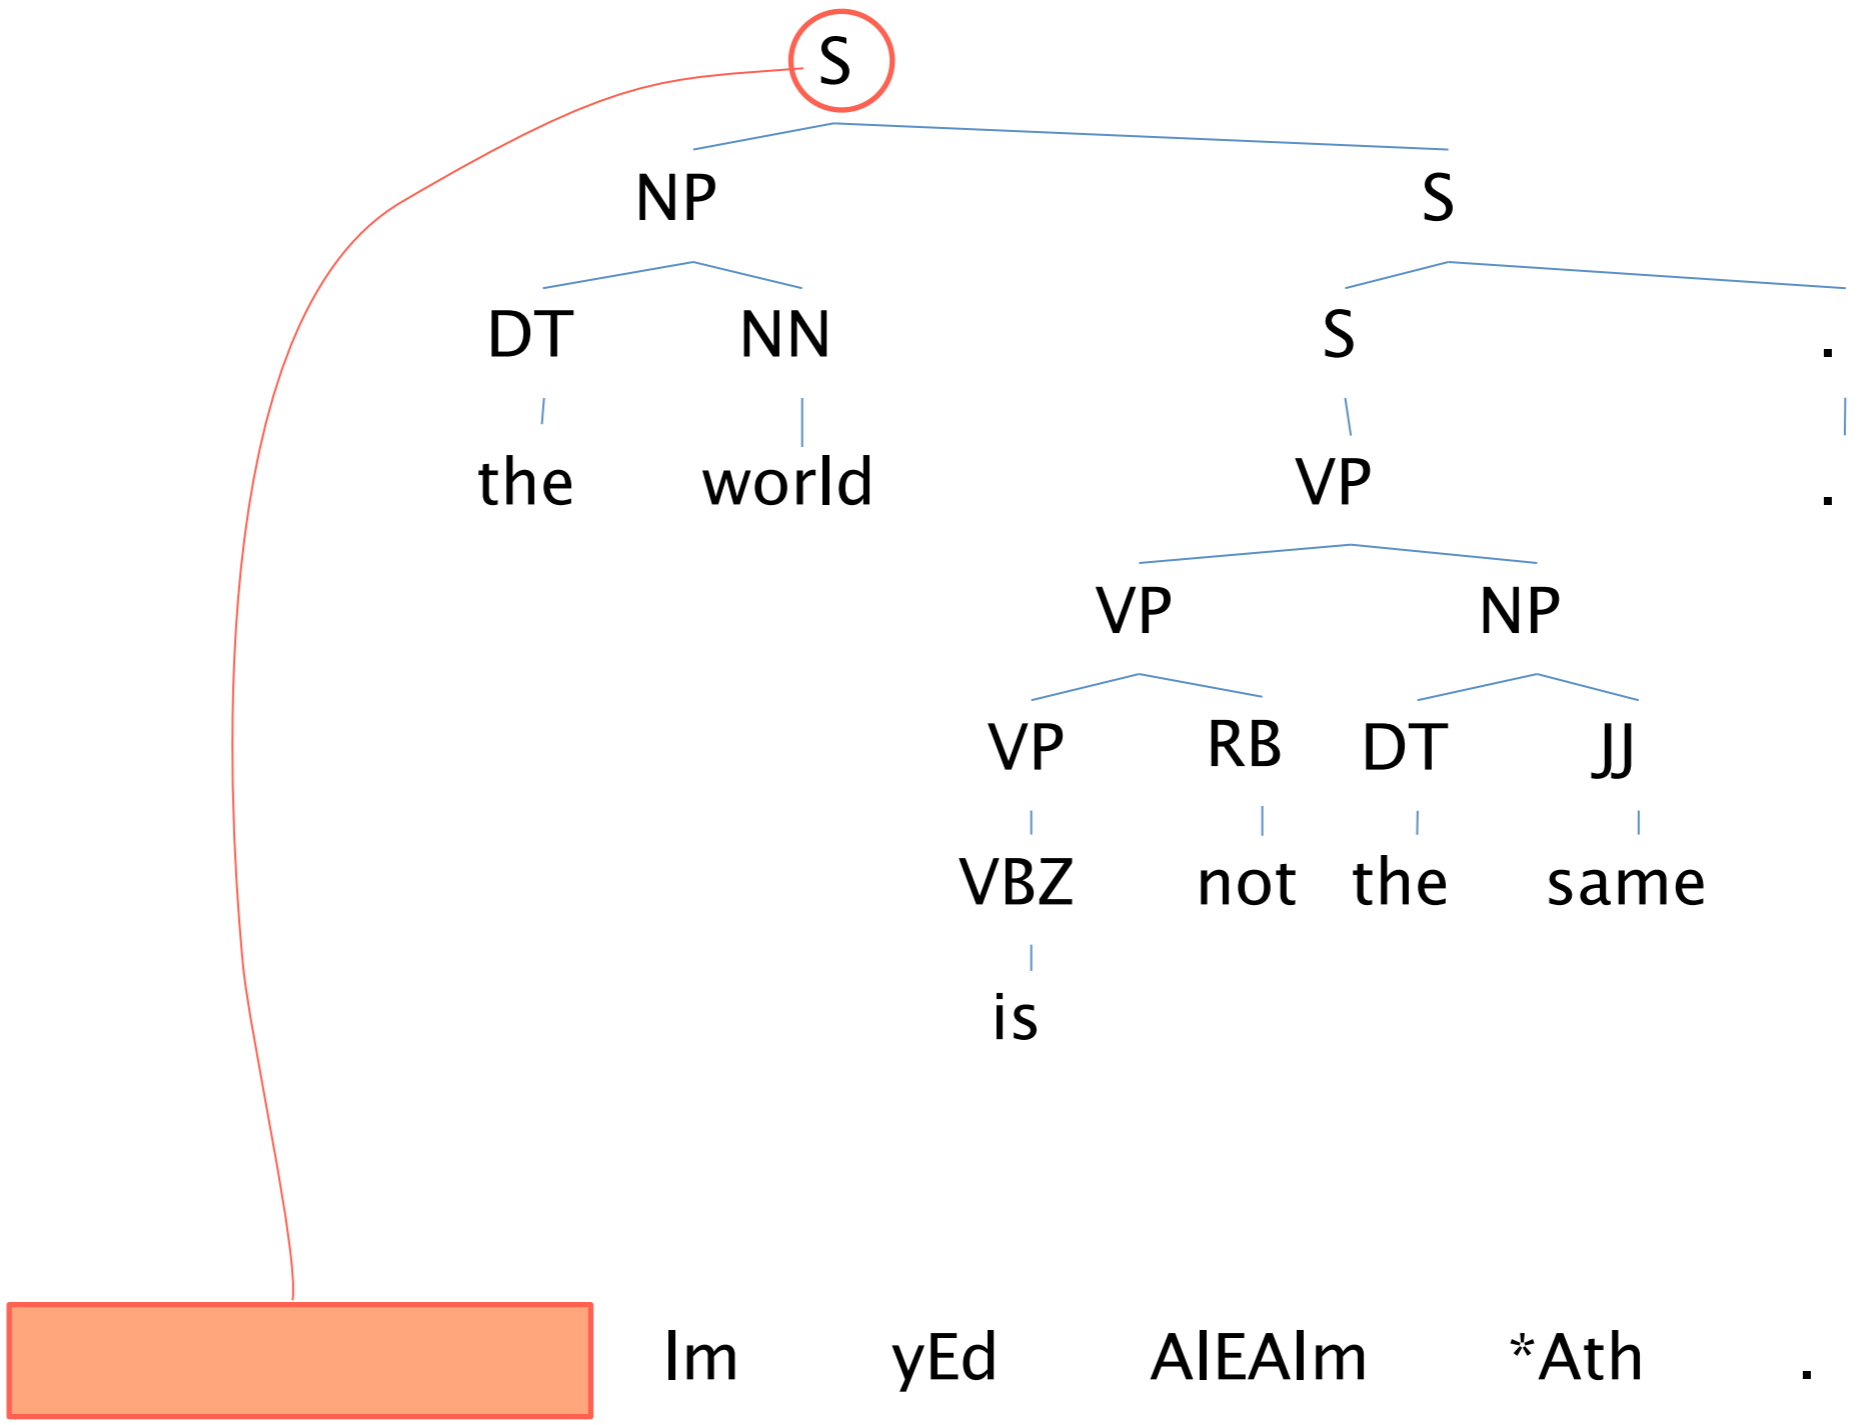 S
NP S
DT NN S .
the world VP .
VP NP
VP RB DT JJ
VBZ not the same
is
lm yEd AlEAlm *Ath .